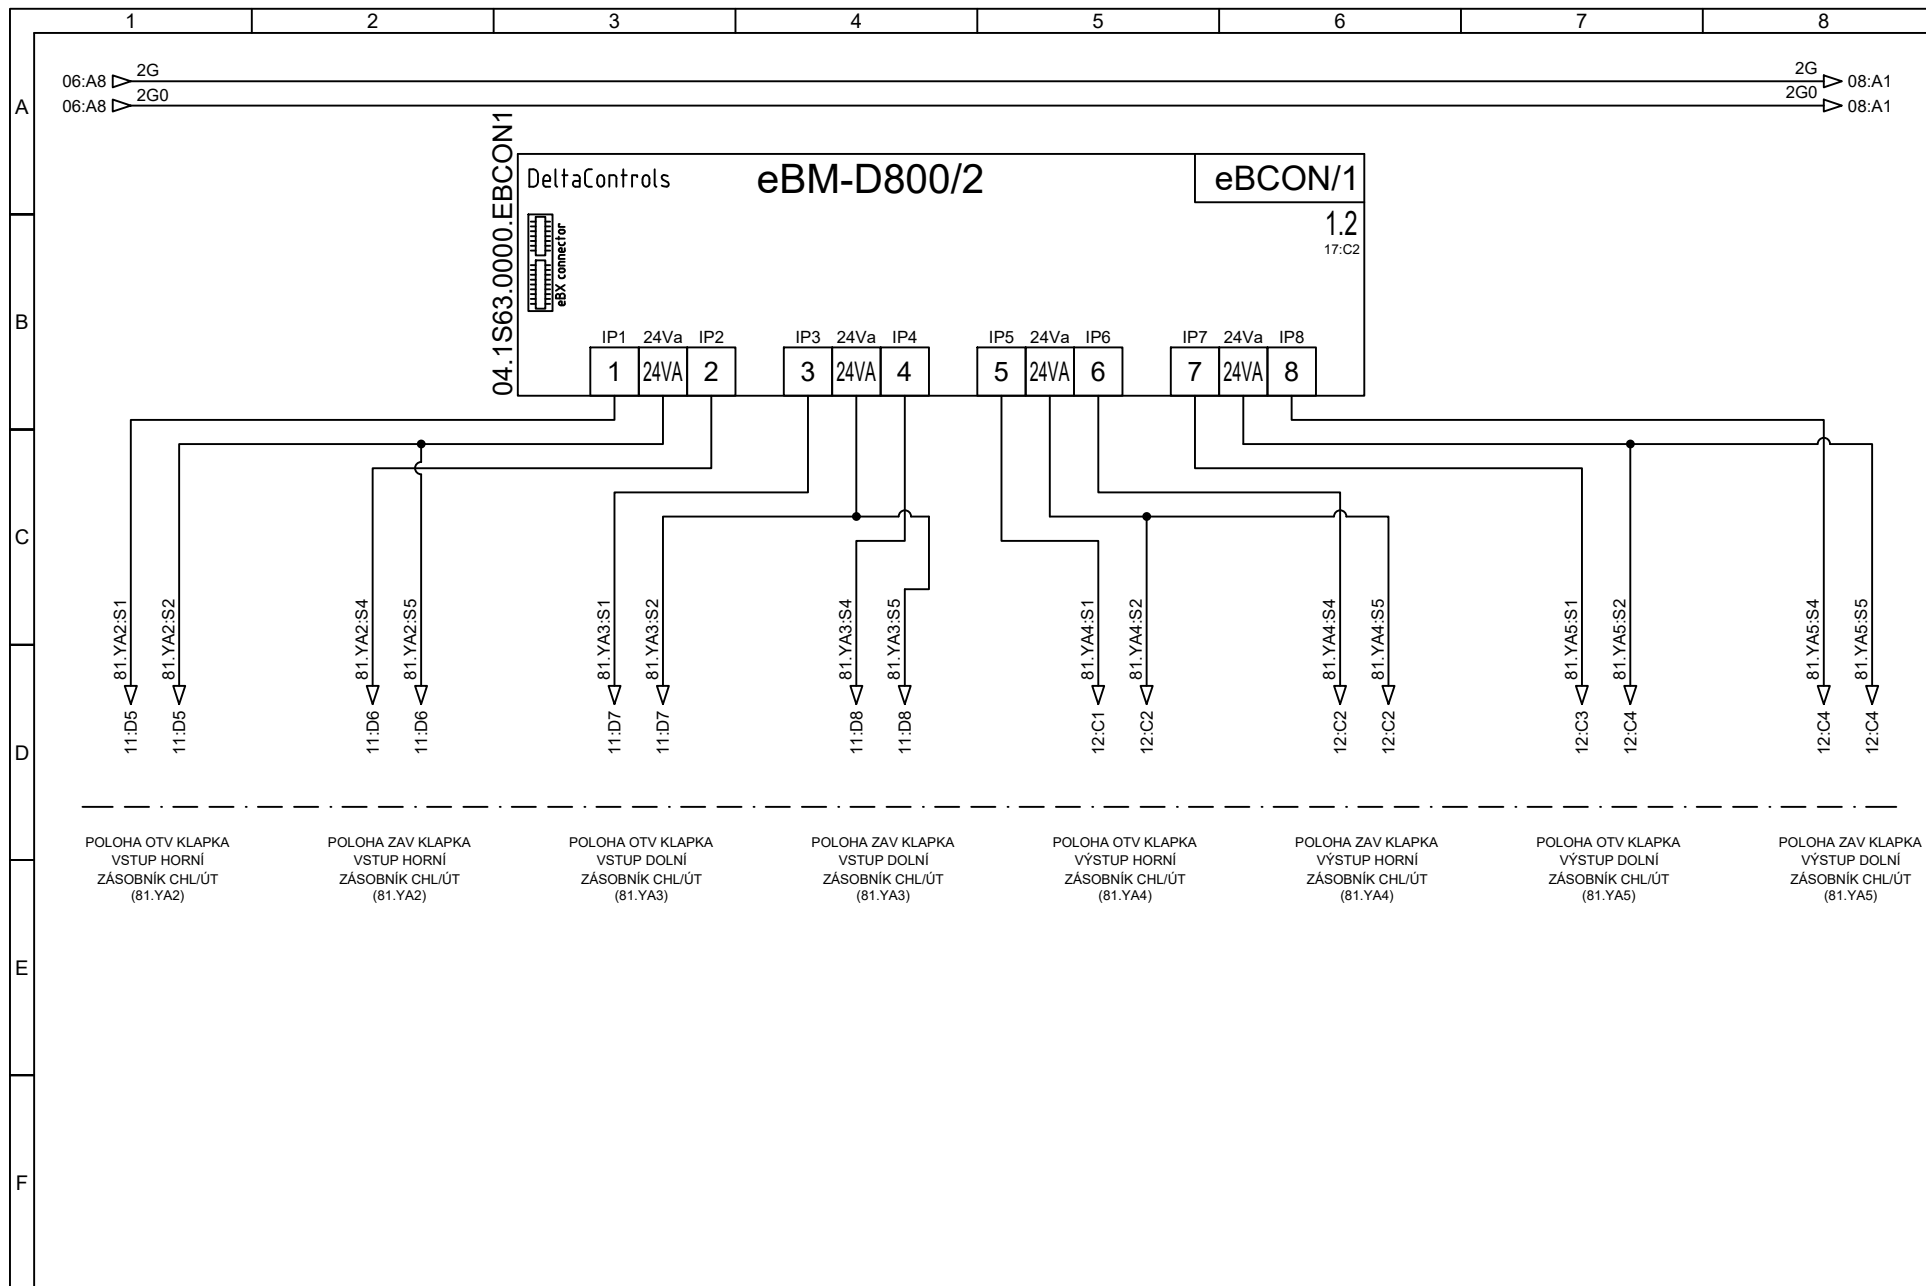 1 2 3 4 5 6 7 8
A
B
C
D
E
F
06:A8 2G
06:A8 2G0
2G 08:A1
2G0 08:A1
04.1S63.0000.EBCON1
DeltaControls
eBM-D800/2
eBCON/1
1.2
17:C2
eBX connector
IP1 24Va IP2 IP3 24Va IP4 IP5 24Va IP6 IP7 24Va IP8
1 24VA 2 3 24VA 4 5 24VA 6 7 24VA 8
81.YA2:S1
81.YA2:S2
81.YA2:S4
81.YA2:S5
81.YA3:S1
81.YA3:S2
81.YA3:S4
81.YA3:S5
81.YA4:S1
81.YA4:S2
81.YA4:S4
81.YA4:S5
81.YA5:S1
81.YA5:S2
81.YA5:S4
81.YA5:S5
11:D5
11:D5
11:D6
11:D6
11:D7
11:D7
11:D8
11:D8
12:C1
12:C2
12:C2
12:C2
12:C3
12:C4
12:C4
12:C4
POLOHA OTV KLAPKA
VSTUP HORNÍ
ZÁSOBNÍK CHL/ÚT
(81.YA2)
POLOHA ZAV KLAPKA
VSTUP HORNÍ
ZÁSOBNÍK CHL/ÚT
(81.YA2)
POLOHA OTV KLAPKA
VSTUP DOLNÍ
ZÁSOBNÍK CHL/ÚT
(81.YA3)
POLOHA ZAV KLAPKA
VSTUP DOLNÍ
ZÁSOBNÍK CHL/ÚT
(81.YA3)
POLOHA OTV KLAPKA
VÝSTUP HORNÍ
ZÁSOBNÍK CHL/ÚT
(81.YA4)
POLOHA ZAV KLAPKA
VÝSTUP HORNÍ
ZÁSOBNÍK CHL/ÚT
(81.YA4)
POLOHA OTV KLAPKA
VÝSTUP DOLNÍ
ZÁSOBNÍK CHL/ÚT
(81.YA5)
POLOHA ZAV KLAPKA
VÝSTUP DOLNÍ
ZÁSOBNÍK CHL/ÚT
(81.YA5)